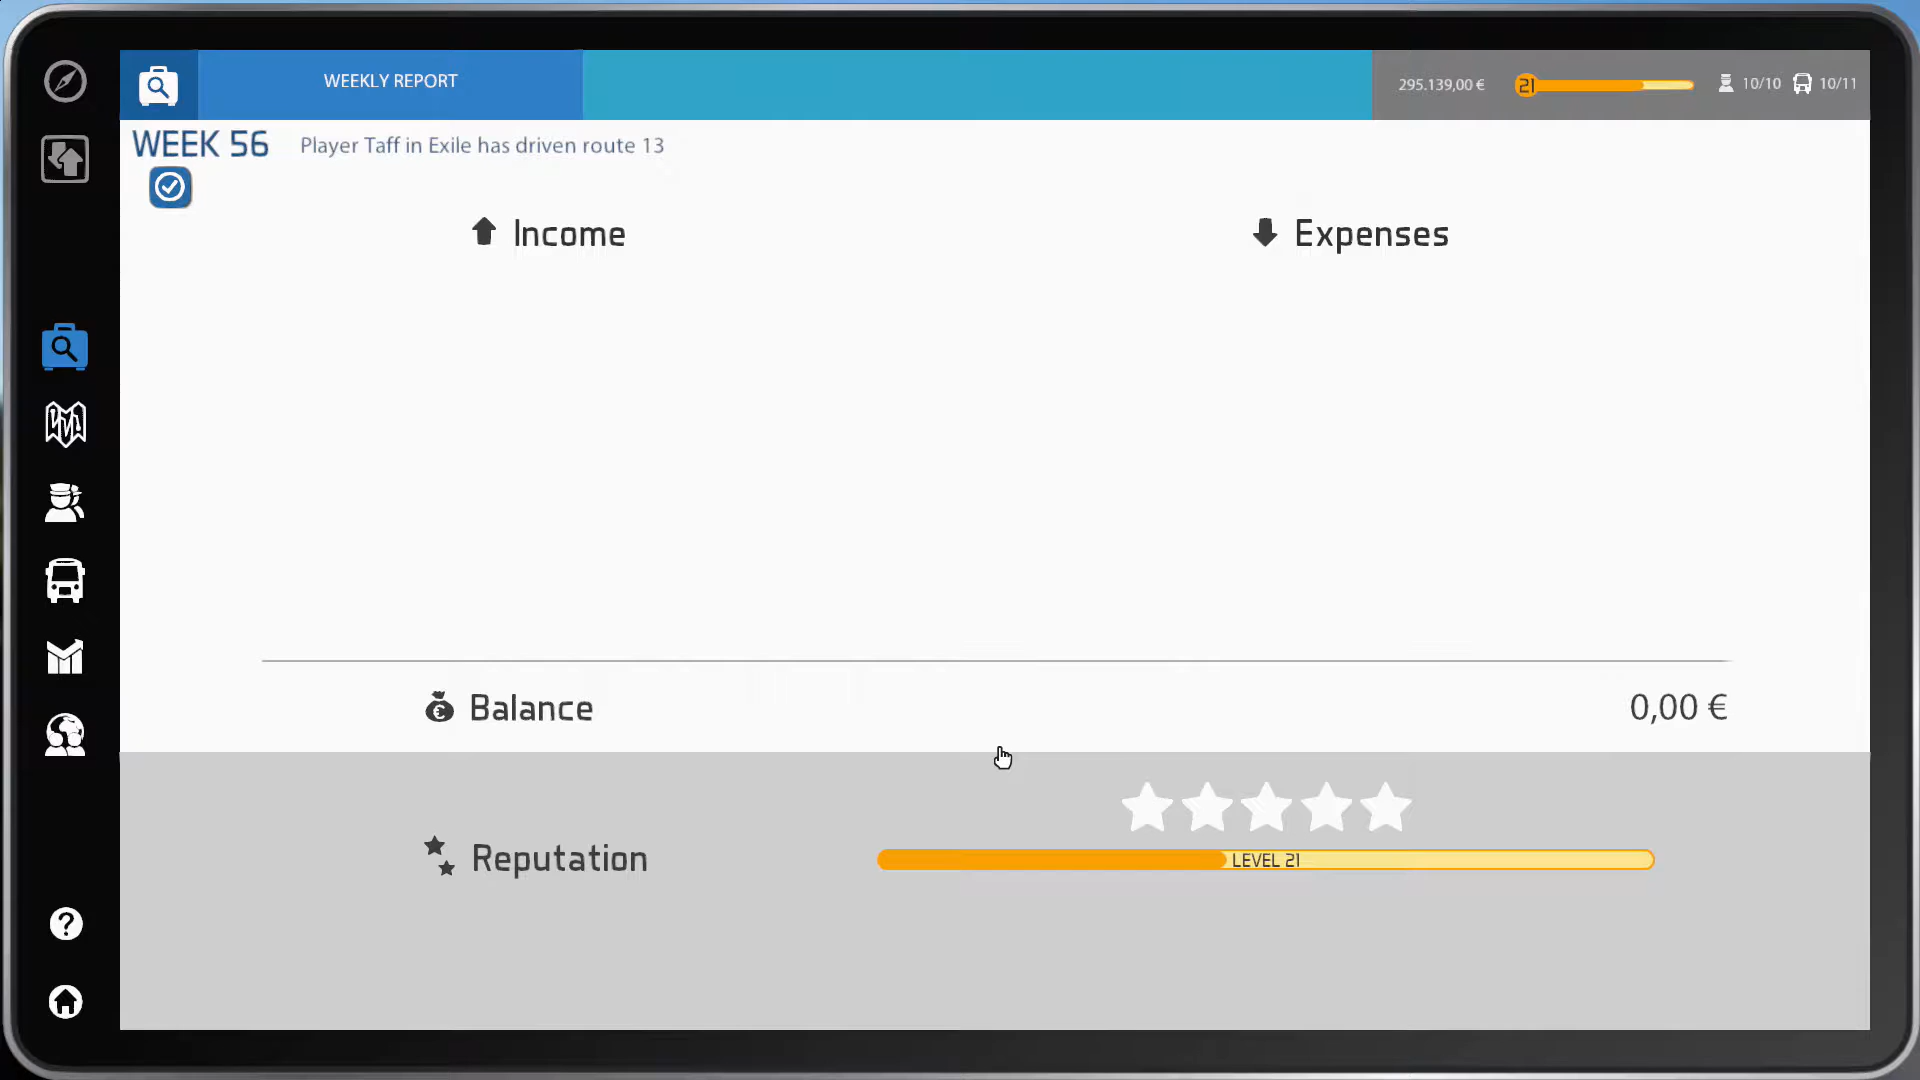 WEEKLY REPORT
295.139,00 €
21
10/10
10/11
WEEK 56
Player Taff in Exile has driven route 13
Income
Expenses
Balance
0,00 €
Reputation
LEVEL 21